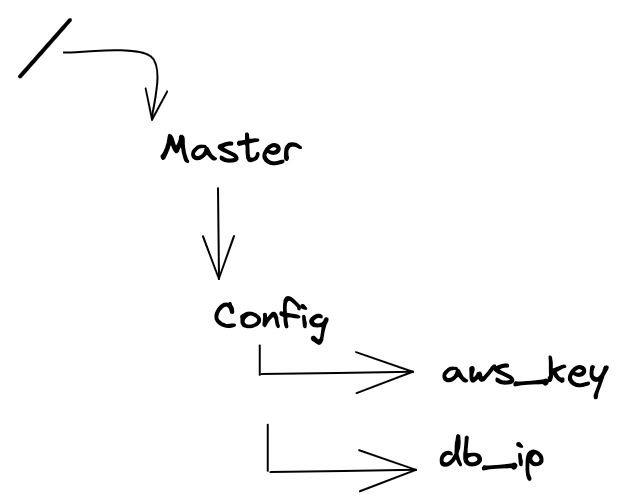 /
Master
Config
aws_key
db_ip